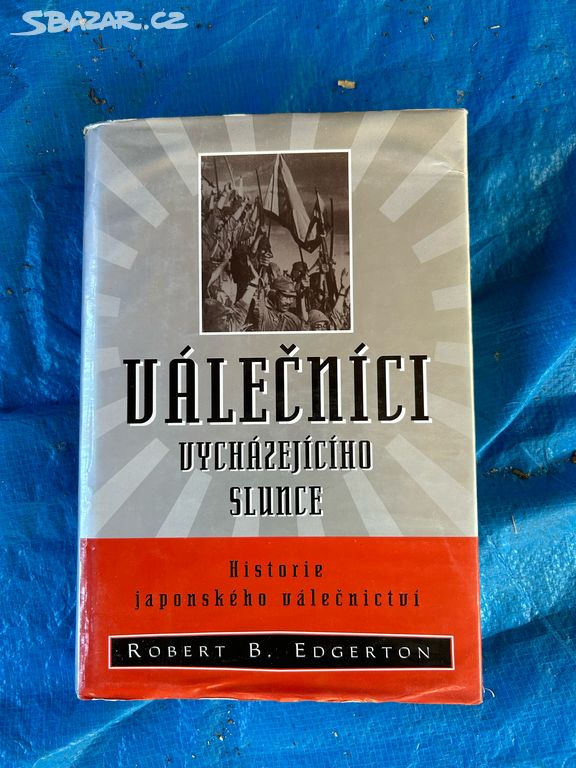 SBAZAR.CZ
VÁLEČNÍCI
VYCHÁZEJÍCÍHO
SLUNCE
Historie
japonského válečnictví
ROBERT B. EDGERTON